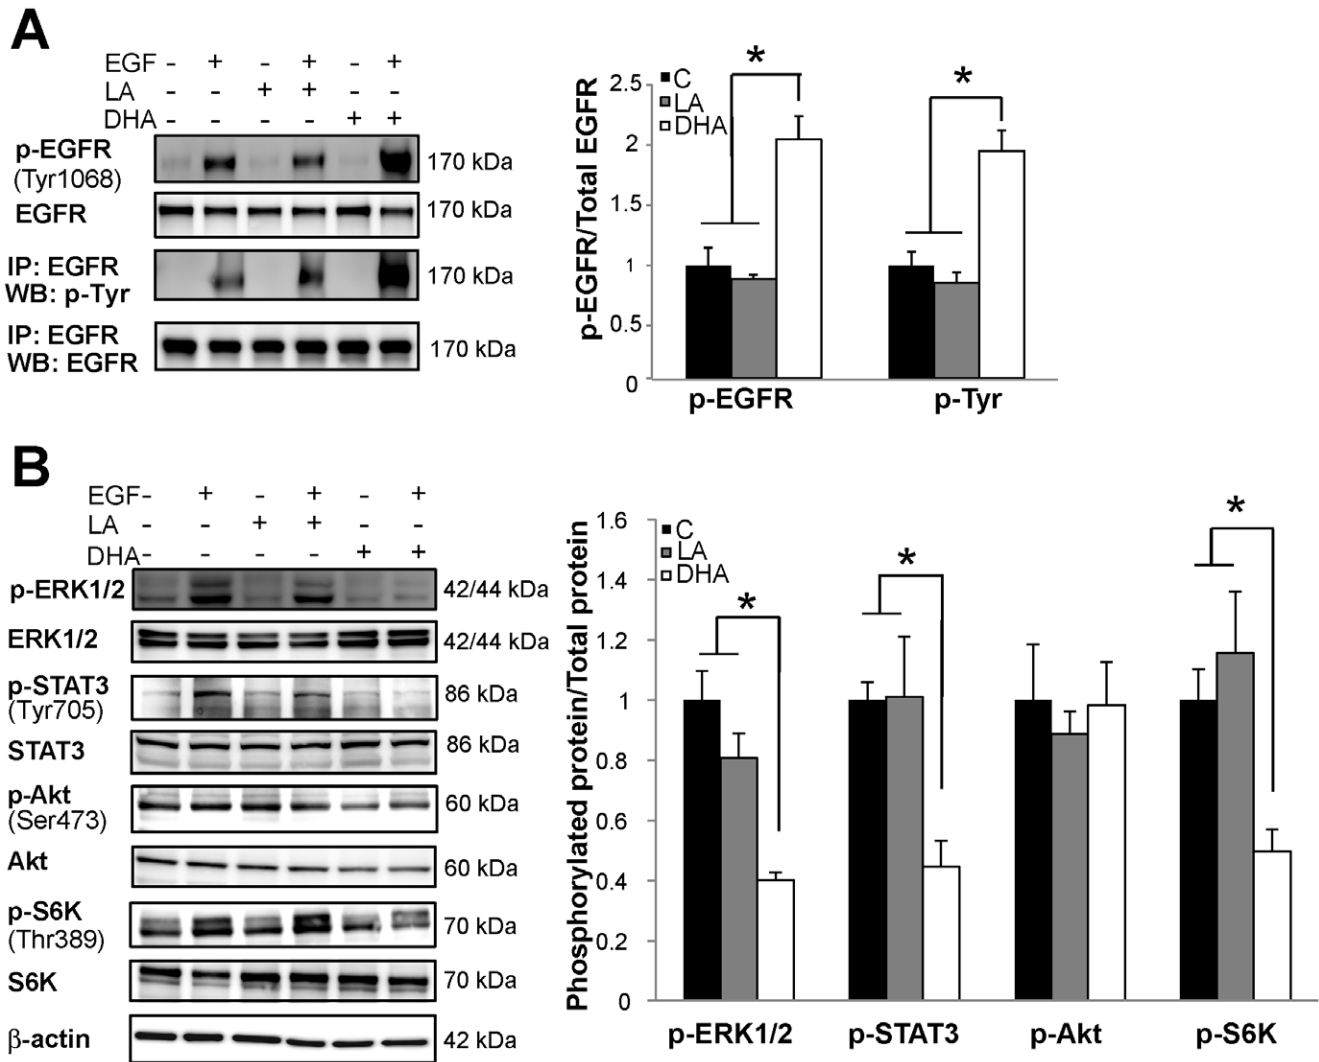 A
EGF - + - + - +
LA - - + + - -
DHA - - - - + +
p-EGFR
(Tyr1068)
170 kDa
EGFR
170 kDa
IP: EGFR
WB: p-Tyr
170 kDa
IP: EGFR
WB: EGFR
170 kDa
p-EGFR/Total EGFR
2.5
2
1.5
1
0.5
0
C
LA
DHA
*
*
p-EGFR
p-Tyr
B
EGF - + - + - +
LA - - + + - -
DHA - - - - + +
p-ERK1/2
42/44 kDa
ERK1/2
42/44 kDa
p-STAT3
(Tyr705)
86 kDa
STAT3
86 kDa
p-Akt
(Ser473)
60 kDa
Akt
60 kDa
p-S6K
(Thr389)
70 kDa
S6K
70 kDa
β-actin
42 kDa
Phosphorylated protein/Total protein
1.6
1.4
1.2
1
0.8
0.6
0.4
0.2
0
C
LA
DHA
*
*
*
p-ERK1/2
p-STAT3
p-Akt
p-S6K